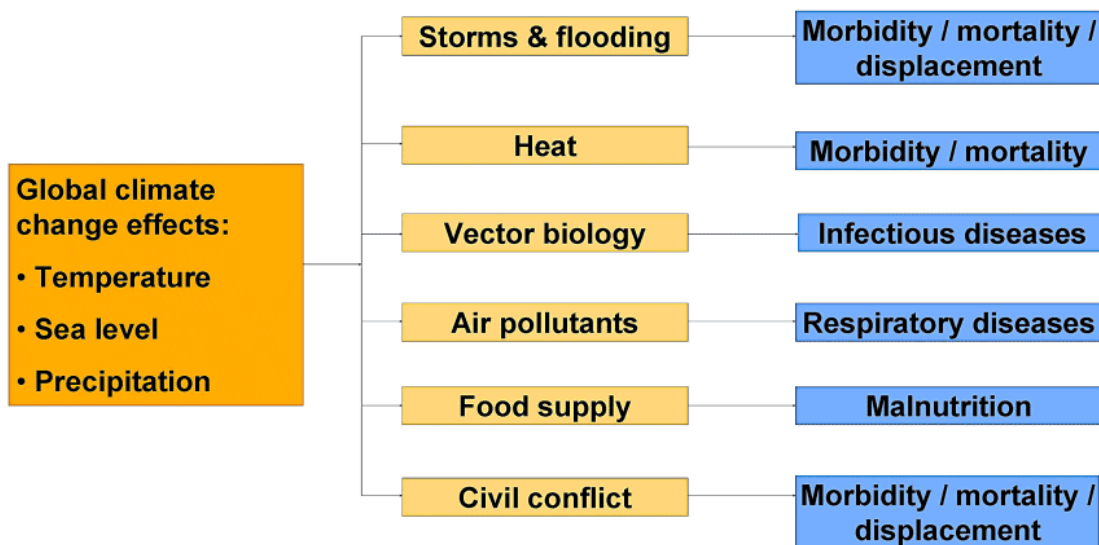 Storms & flooding
Morbidity / mortality /
displacement
Heat
Morbidity / mortality
Global climate
change effects:
• Temperature
• Sea level
• Precipitation
Vector biology
Infectious diseases
Air pollutants
Respiratory diseases
Food supply
Malnutrition
Civil conflict
Morbidity / mortality /
displacement